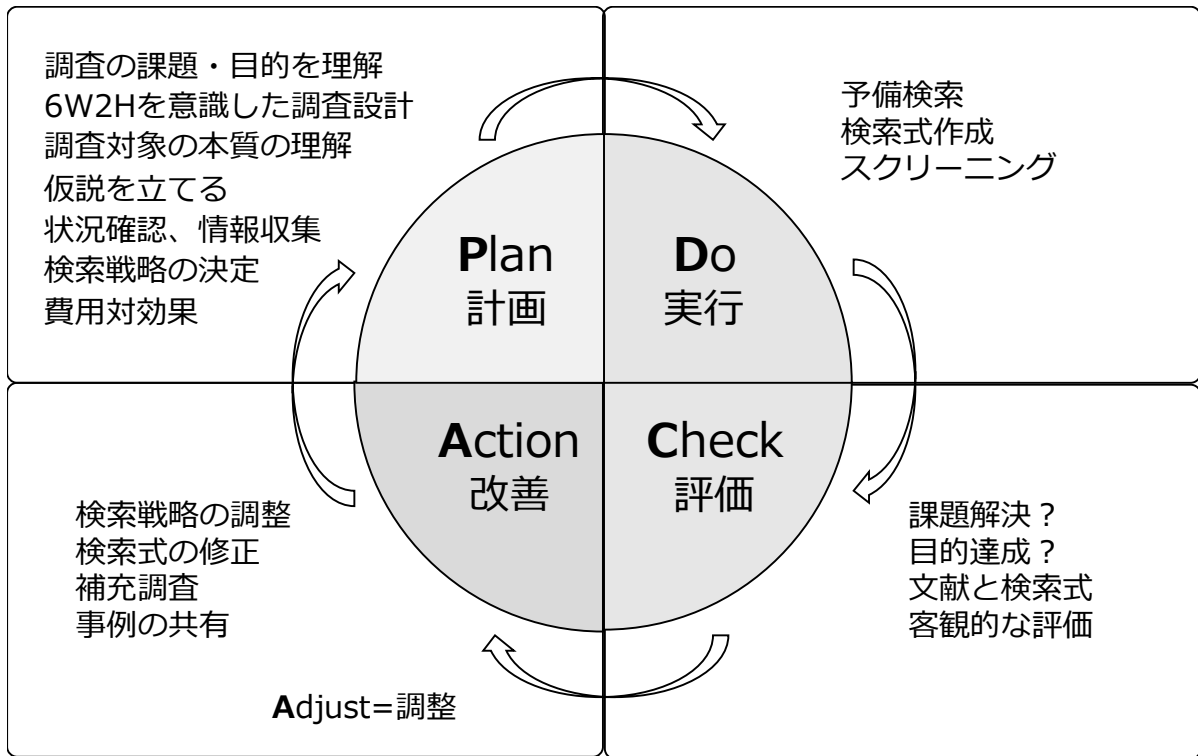 調査の課題・目的を理解
6W2Hを意識した調査設計
調査対象の本質の理解
仮説を立てる
状況確認、情報収集
検索戦略の決定
費用対効果
Plan
計画
予備検索
検索式作成
スクリーニング
Do
実行
Check
評価
課題解決？
目的達成？
文献と検索式
客観的な評価
Action
改善
検索戦略の調整
検索式の修正
補充調査
事例の共有
Adjust=調整